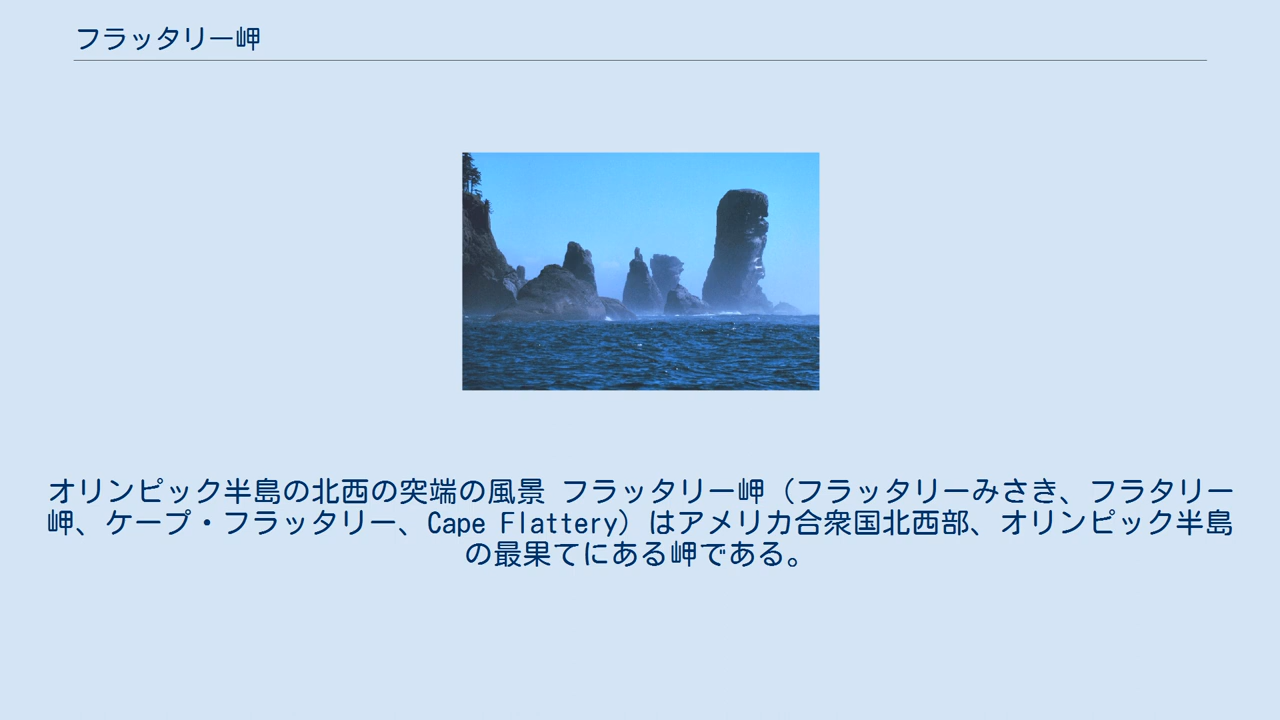 フラッタリー岬
オリンピック半島の北西の突端の風景 フラッタリー岬（フラッタリーみさき、フラタリー
岬、ケープ・フラッタリー、Cape Flattery）はアメリカ合衆国北西部、オリンピック半島
の最果てにある岬である。